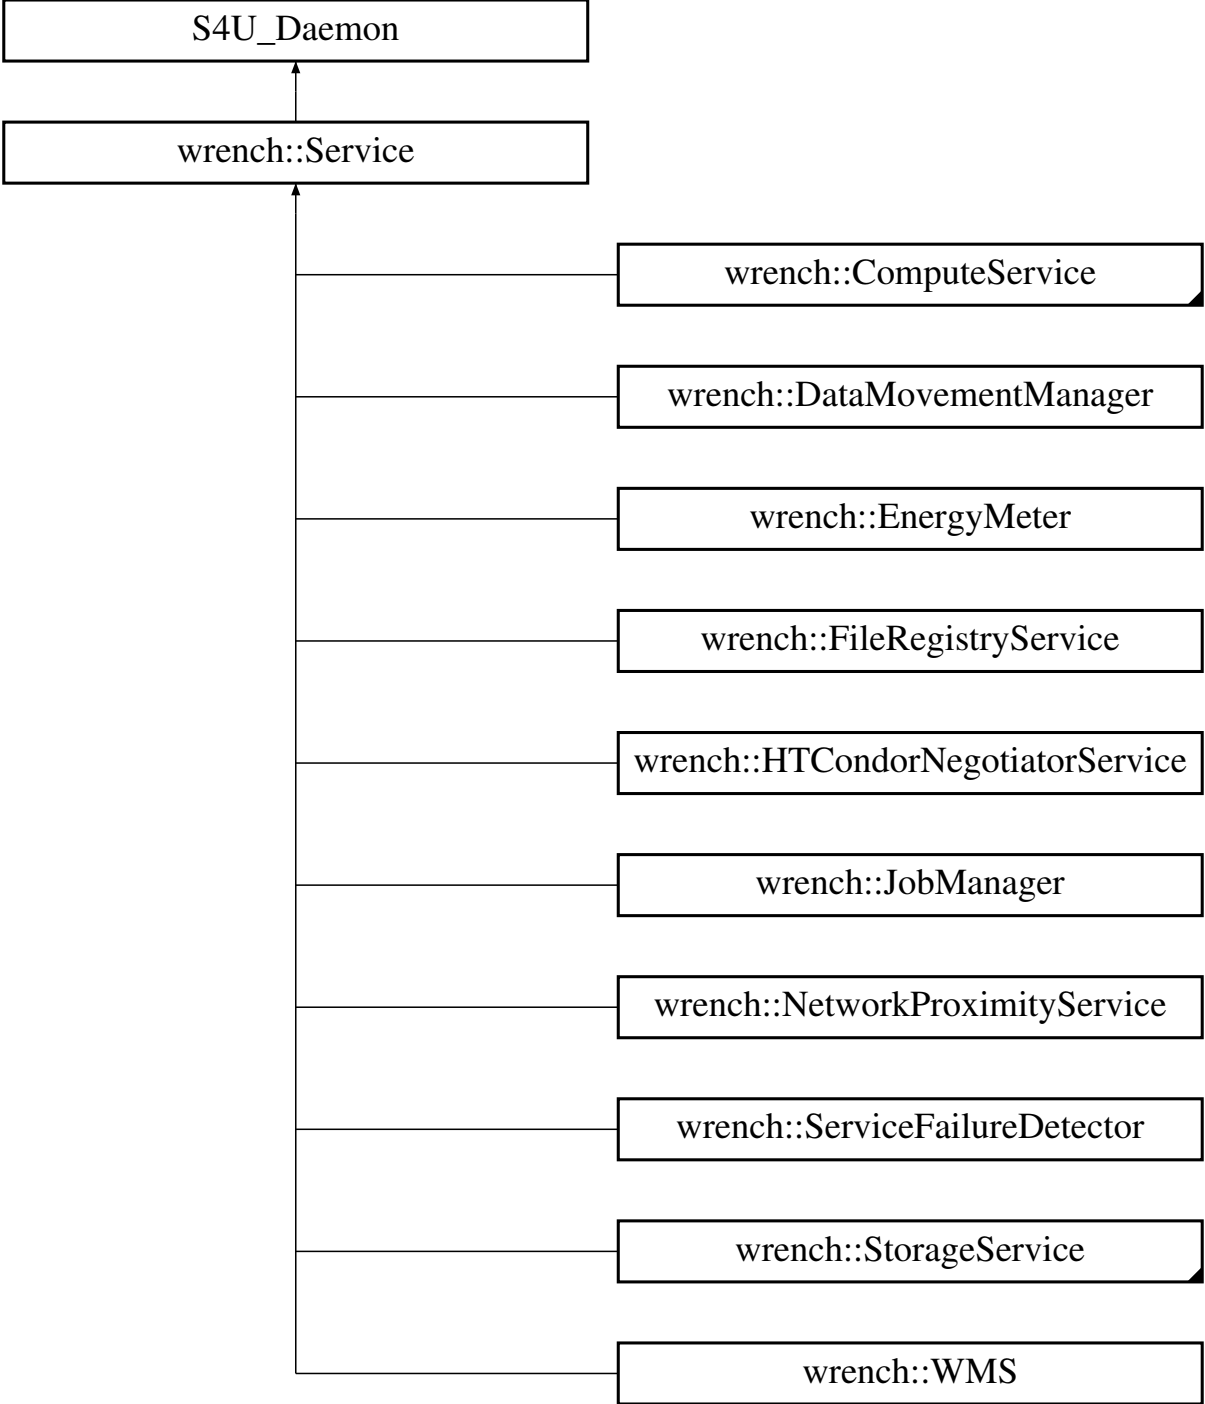 S4U_Daemon
wrench::Service
wrench::ComputeService
wrench::DataMovementManager
wrench::EnergyMeter
wrench::FileRegistryService
wrench::HTCondorNegotiatorService
wrench::JobManager
wrench::NetworkProximityService
wrench::ServiceFailureDetector
wrench::StorageService
wrench::WMS